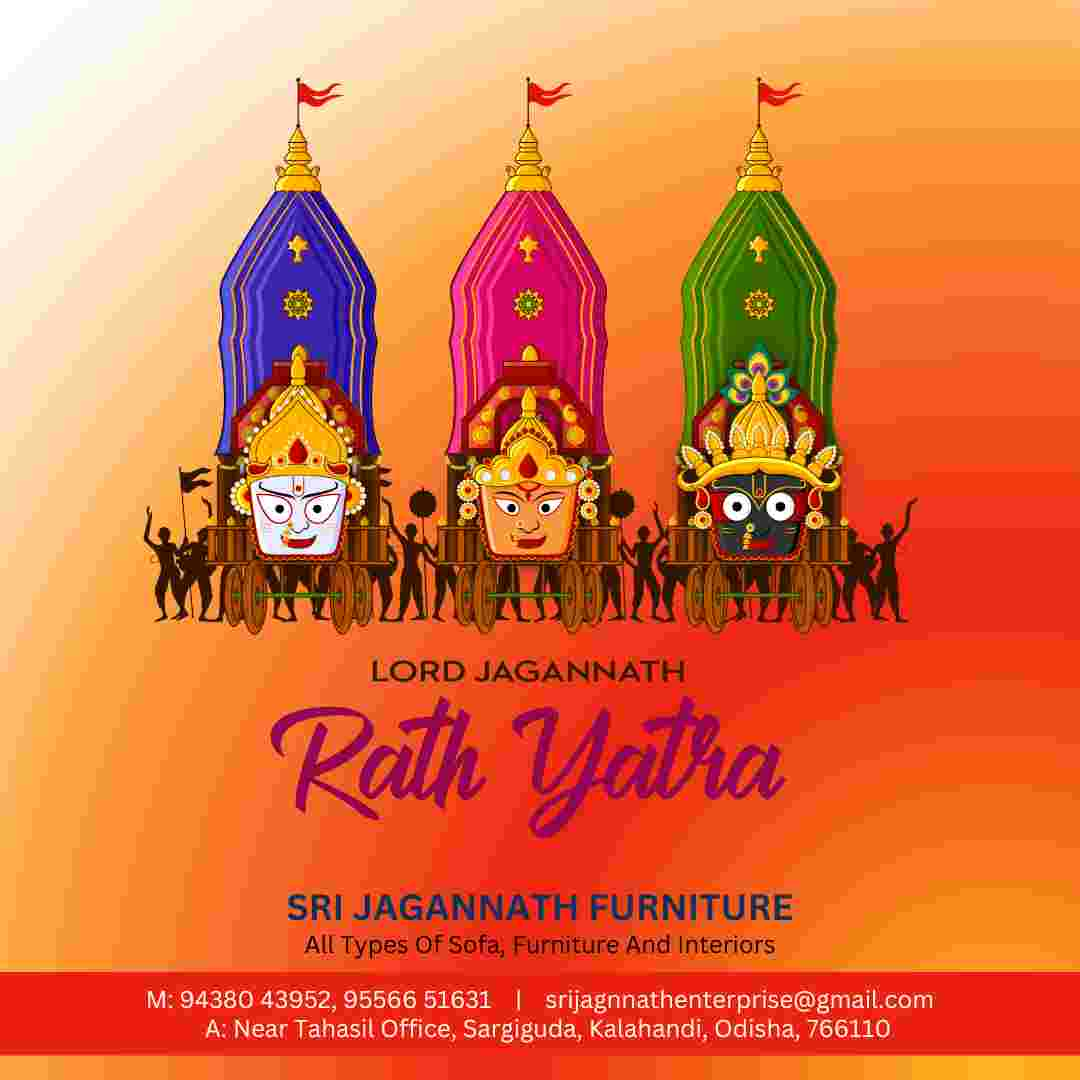 LORD JAGANNATH
Rath Yatra
SRI JAGANNATH FURNITURE
All Types Of Sofa, Furniture And Interiors
M: 94380 43952, 95566 51631 | srijagnnathenterprise@gmail.com
A: Near Tahasil Office, Sargiguda, Kalahandi, Odisha, 766110